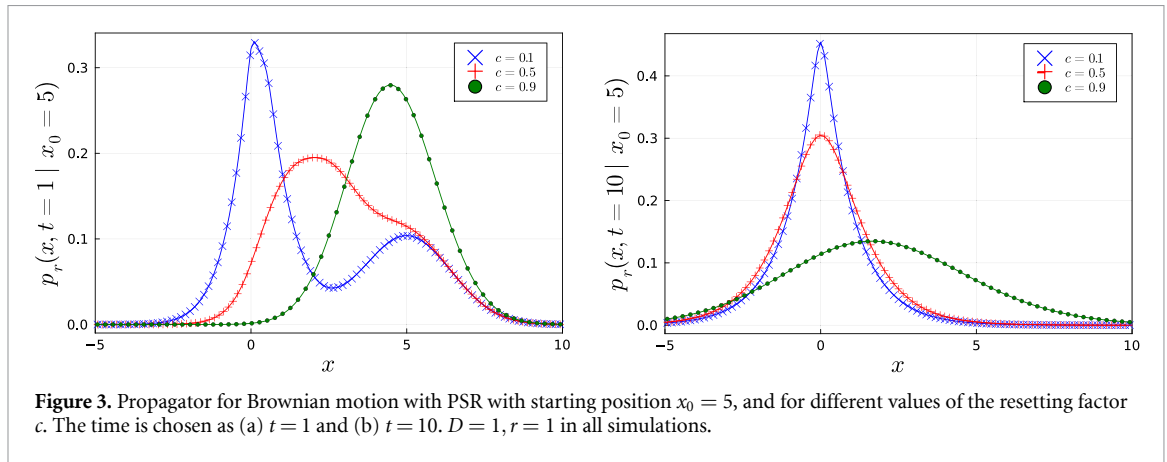 p_r(x, t = 1 | x_0 = 5)
0.3
0.2
0.1
0.0
−5
0
5
10
x
c = 0.1
c = 0.5
c = 0.9
p_r(x, t = 10 | x_0 = 5)
0.4
0.3
0.2
0.1
0.0
−5
0
5
10
x
c = 0.1
c = 0.5
c = 0.9
Figure 3. Propagator for Brownian motion with PSR with starting position x_0 = 5, and for different values of the resetting factor
c. The time is chosen as (a) t = 1 and (b) t = 10. D = 1, r = 1 in all simulations.